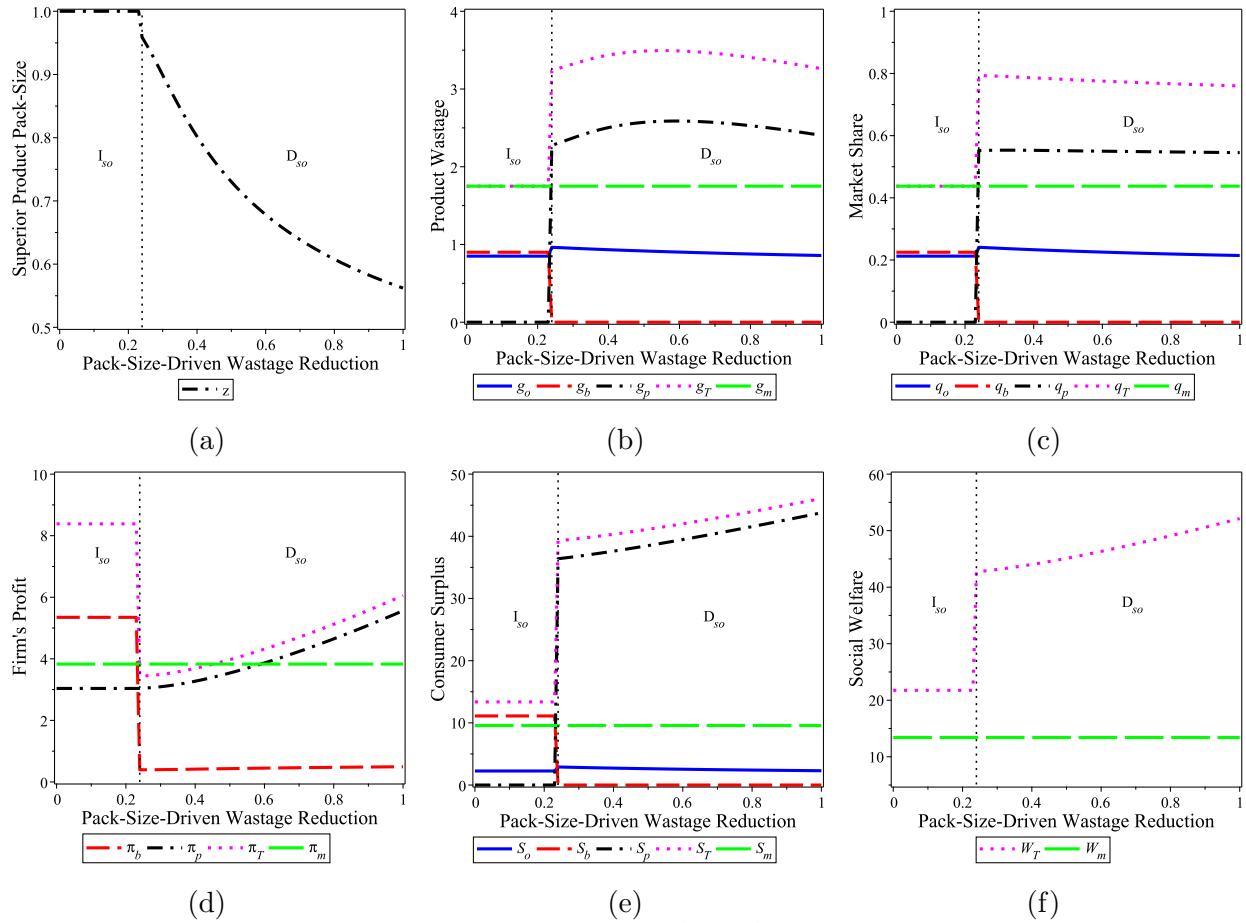 Superior Product Pack-Size
1.0
0.9
0.8
0.7
0.6
0.5
I_so
D_so
0 0.2 0.4 0.6 0.8 1
Pack-Size-Driven Wastage Reduction
z
(a)
Product Wastage
4
3
2
1
0
I_so
D_so
0 0.2 0.4 0.6 0.8 1
Pack-Size-Driven Wastage Reduction
g_o g_b g_p g_T g_m
(b)
Market Share
0.8
0.6
0.4
0.2
0
I_so
D_so
0 0.2 0.4 0.6 0.8 1
Pack-Size-Driven Wastage Reduction
q_o q_b q_p q_T q_m
(c)
Firm's Profit
10
8
6
4
2
0
I_so
D_so
0 0.2 0.4 0.6 0.8 1
Pack-Size-Driven Wastage Reduction
π_b π_p π_T π_m
(d)
Consumer Surplus
50
40
30
20
10
0
I_so
D_so
0 0.2 0.4 0.6 0.8 1
Pack-Size-Driven Wastage Reduction
S_o S_b S_p S_T S_m
(e)
Social Welfare
60
50
40
30
20
10
I_so
D_so
0 0.2 0.4 0.6 0.8 1
Pack-Size-Driven Wastage Reduction
W_T W_m
(f)